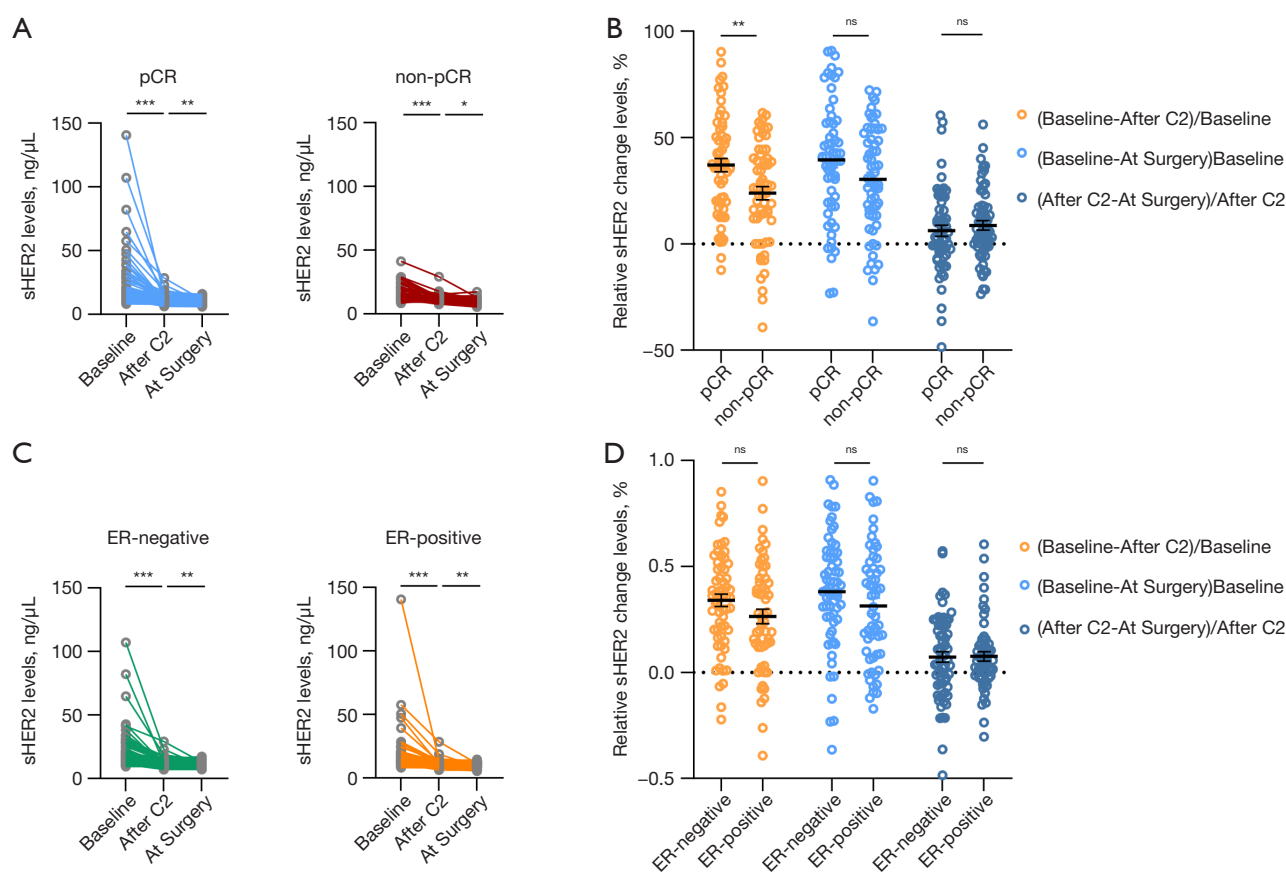 A
pCR
***
**
sHER2 levels, ng/μL
150
100
50
0
Baseline
After C2
At Surgery
non-pCR
***
*
sHER2 levels, ng/μL
150
100
50
0
Baseline
After C2
At Surgery
B
**
ns
ns
Relative sHER2 change levels, %
100
50
0
−50
pCR
non-pCR
pCR
non-pCR
pCR
non-pCR
(Baseline-After C2)/Baseline
(Baseline-At Surgery)Baseline
(After C2-At Surgery)/After C2
C
ER-negative
***
**
sHER2 levels, ng/μL
150
100
50
0
Baseline
After C2
At Surgery
ER-positive
***
**
sHER2 levels, ng/μL
150
100
50
0
Baseline
After C2
At Surgery
D
ns
ns
ns
Relative sHER2 change levels, %
1.0
0.5
0.0
−0.5
ER-negative
ER-positive
ER-negative
ER-positive
ER-negative
ER-positive
(Baseline-After C2)/Baseline
(Baseline-At Surgery)Baseline
(After C2-At Surgery)/After C2